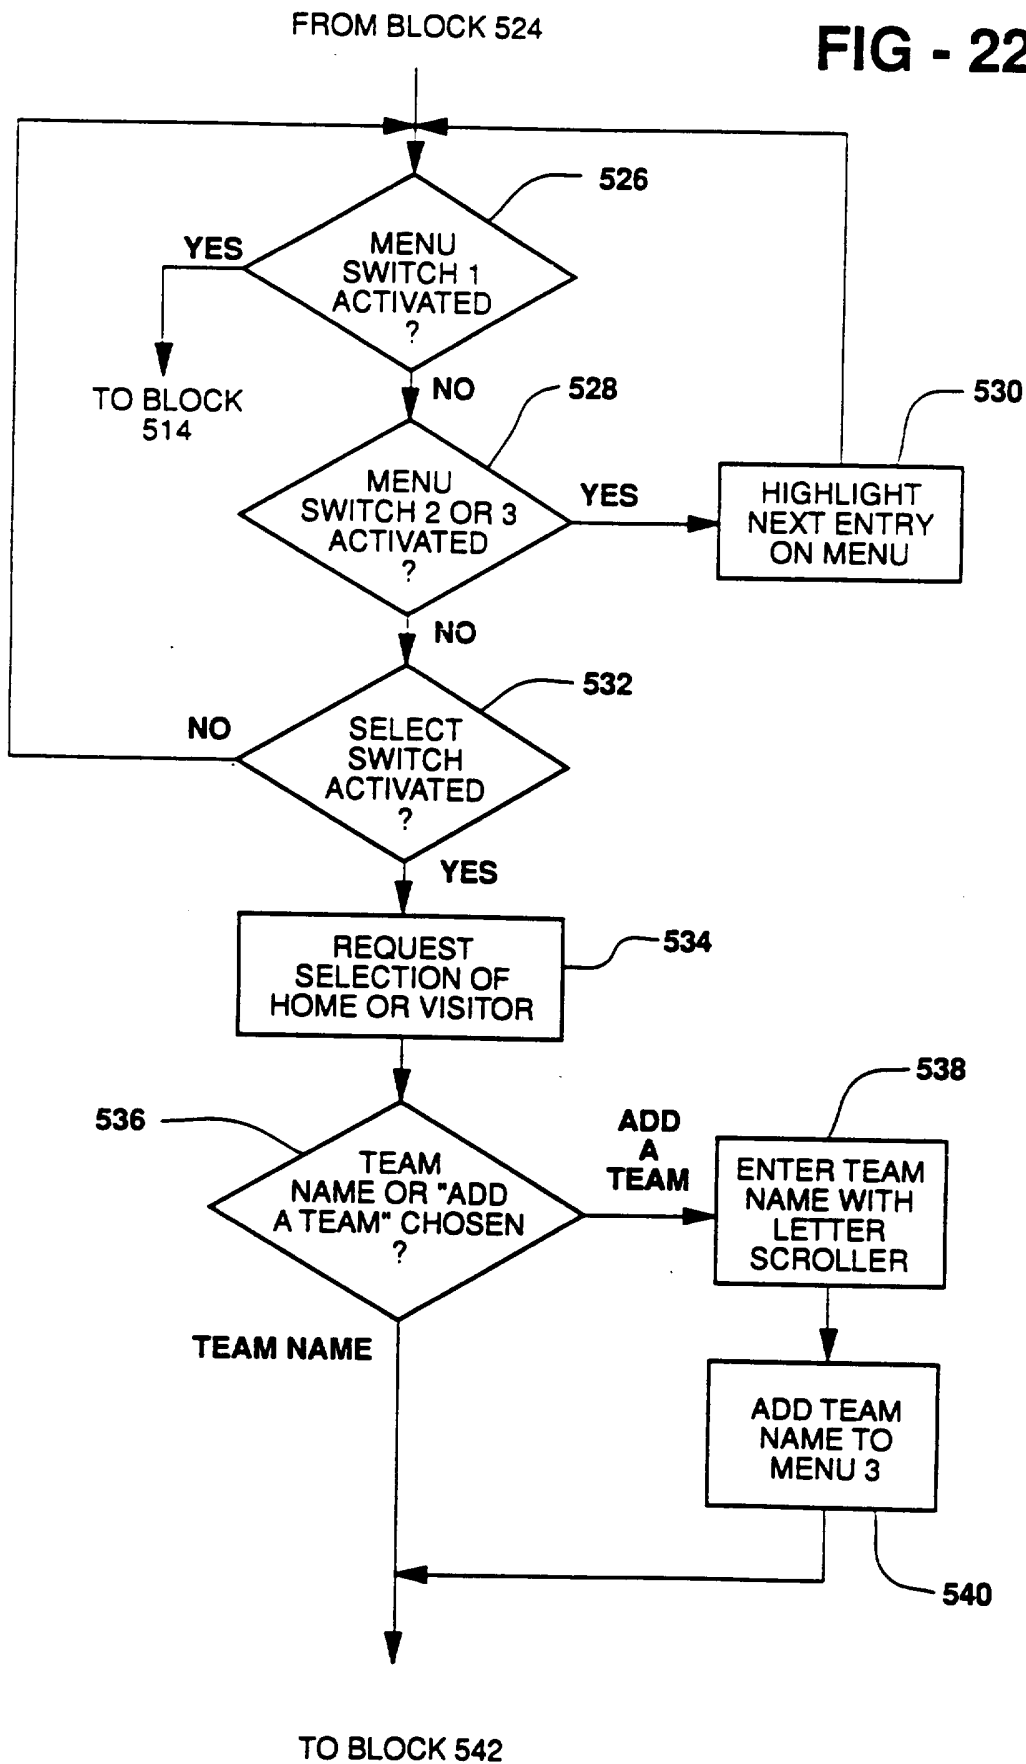 FROM BLOCK 524
FIG - 22
526
YES
MENU
SWITCH 1
ACTIVATED
?
TO BLOCK
514
NO
528
530
MENU
SWITCH 2 OR 3
ACTIVATED
?
YES
HIGHLIGHT
NEXT ENTRY
ON MENU
NO
532
NO
SELECT
SWITCH
ACTIVATED
?
YES
REQUEST
SELECTION OF
HOME OR VISITOR
534
536
TEAM
NAME OR "ADD
A TEAM" CHOSEN
?
ADD
A
TEAM
538
ENTER TEAM
NAME WITH
LETTER
SCROLLER
TEAM NAME
ADD TEAM
NAME TO
MENU 3
540
TO BLOCK 542